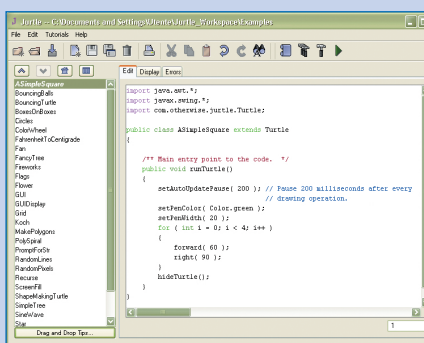 Jurtle -- C:\Documents and Settings\Utente\Jurtle_Workspace\Examples
File Edit Tutorials Help
Edit Display Errors
ASimpleSquare
BouncingBalls
BouncingTurtle
BoxesOnBoxes
Circles
ColorWheel
FahrenheitToCentigrade
Fan
FancyTree
Fireworks
Flags
Flower
GUI
GUIDisplay
Grid
Koch
MakePolygons
PolySpiral
PromptForStr
RandomLines
RandomPixels
Recurse
ScreenFill
ShapeMakingTurtle
SimpleTree
SineWave
Star
Drag and Drop Tips...
import java.awt.*;
import javax.swing.*;
import com.otherwise.jurtle.Turtle;
public class ASimpleSquare extends Turtle
{
/** Main entry point to the code. */
public void runTurtle()
{
setAutoUpdatePause( 200 ); // Pause 200 milliseconds after every
// drawing operation.
setPenColor( Color.green );
setPenWidth( 20 );
for ( int i = 0; i < 4; i++ )
{
forward( 60 );
right( 90 );
}
hideTurtle();
}
}
1